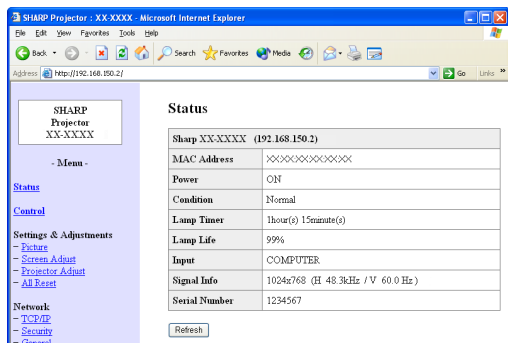 SHARP Projector : XX-XXXX - Microsoft Internet Explorer
File Edit View Favorites Tools Help
Back Search Favorites Media
Address http://192.168.150.2/ Go Links »
SHARP
Projector
XX-XXXX
- Menu -
Status
Control
Settings & Adjustments
– Picture
– Screen Adjust
– Projector Adjust
– All Reset
Network
– TCP/IP
– Security
– General
Status
Sharp XX-XXXX (192.168.150.2)
MAC Address XXXXXXXXXXXX
Power ON
Condition Normal
Lamp Timer 1hour(s) 15minute(s)
Lamp Life 99%
Input COMPUTER
Signal Info 1024x768 (H 48.3kHz / V 60.0 Hz )
Serial Number 1234567
Refresh